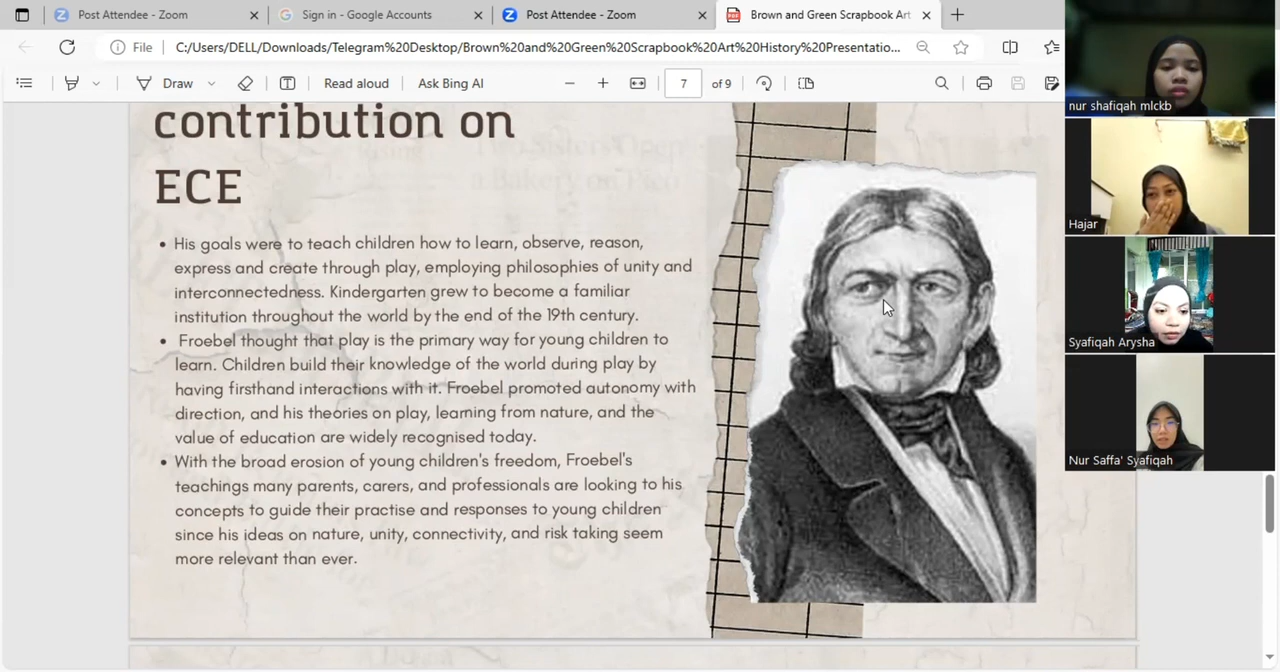 Post Attendee - Zoom
Sign in - Google Accounts
Post Attendee - Zoom
Brown and Green Scrapbook Art
File
C:/Users/DELL/Downloads/Telegram%20Desktop/Brown%20and%20Green%20Scrapbook%20Art%20History%20Presentatio...
Draw
Read aloud
Ask Bing AI
7
of 9
contribution on
ECE
• His goals were to teach children how to learn, observe, reason,
express and create through play, employing philosophies of unity and
interconnectedness. Kindergarten grew to become a familiar
institution throughout the world by the end of the 19th century.
• Froebel thought that play is the primary way for young children to
learn. Children build their knowledge of the world during play by
having firsthand interactions with it. Froebel promoted autonomy with
direction, and his theories on play, learning from nature, and the
value of education are widely recognised today.
• With the broad erosion of young children's freedom, Froebel's
teachings many parents, carers, and professionals are looking to his
concepts to guide their practise and responses to young children
since his ideas on nature, unity, connectivity, and risk taking seem
more relevant than ever.
nur shafiqah mlckb
Hajar
Syafiqah Arysha
Nur Saffa' Syafiqah